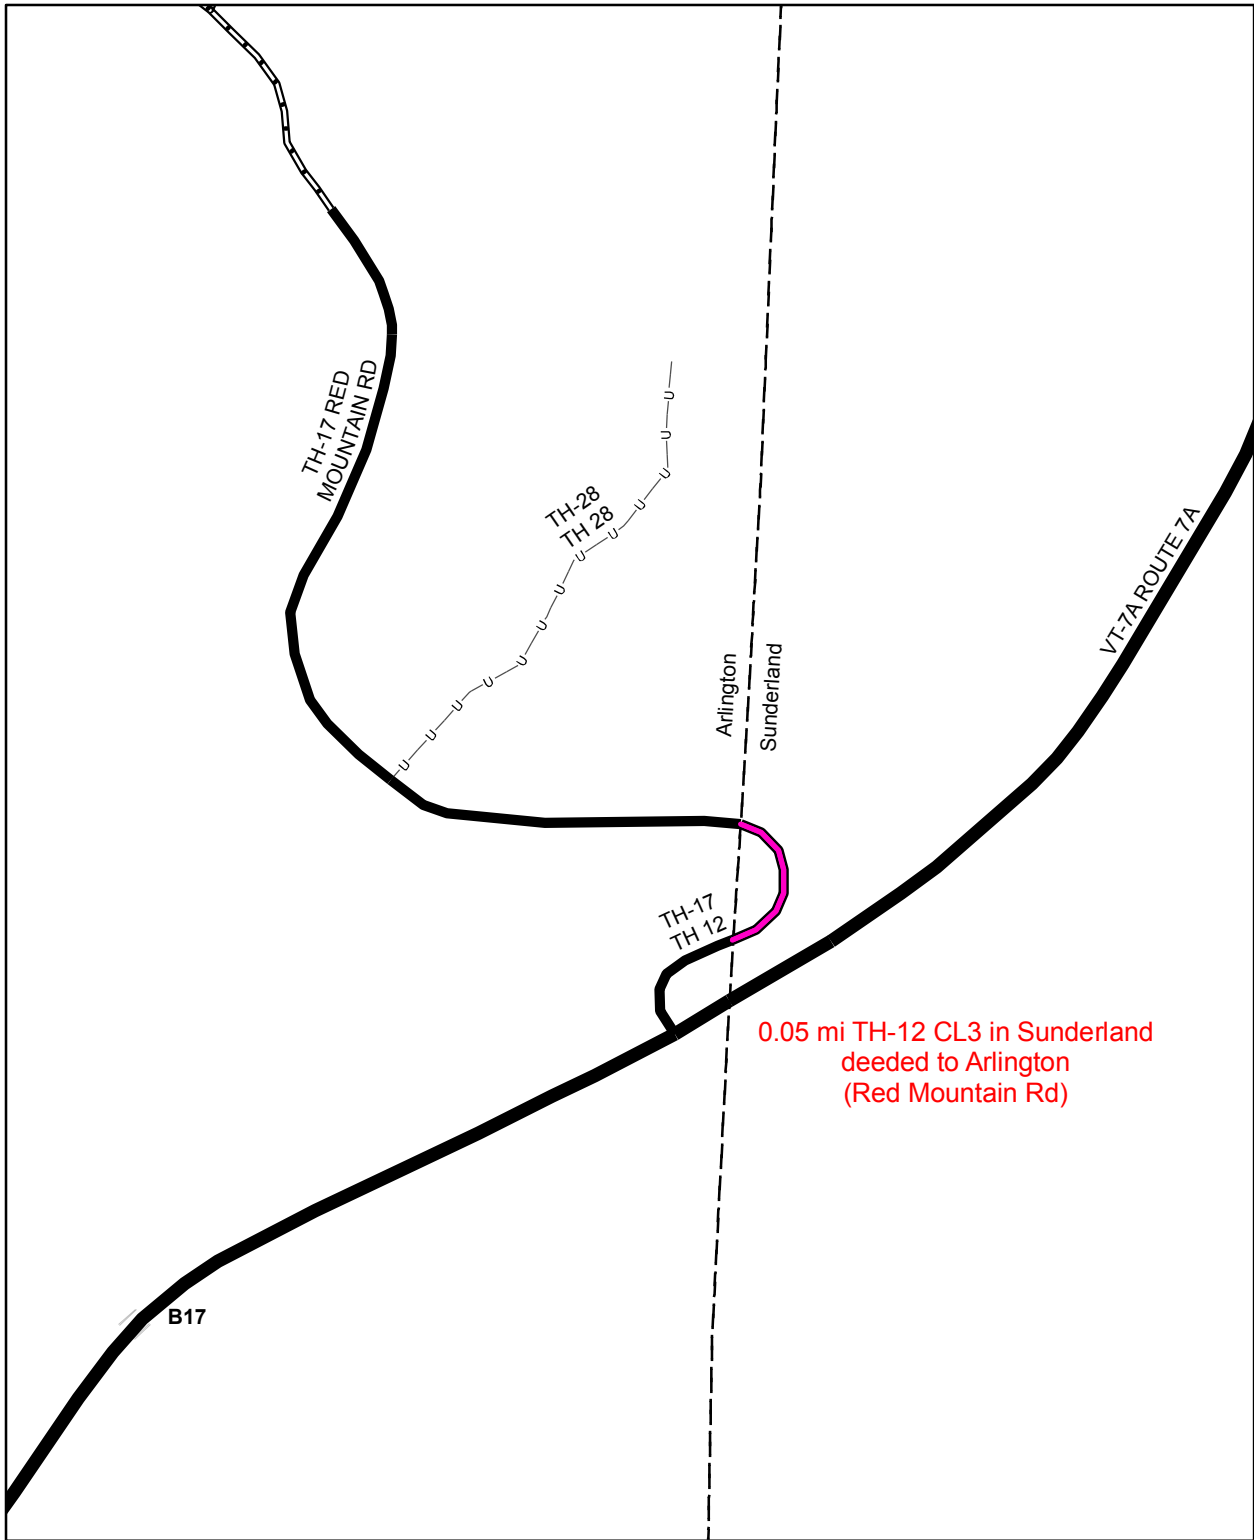 TH-17 RED
MOUNTAIN RD
TH-28
TH 28
U
U
U
U
U
U
U
U
U
U
U
U
U
VT-7A ROUTE 7A
Arlington
Sunderland
TH-17
TH 12
0.05 mi TH-12 CL3 in Sunderland
deeded to Arlington
(Red Mountain Rd)
B17